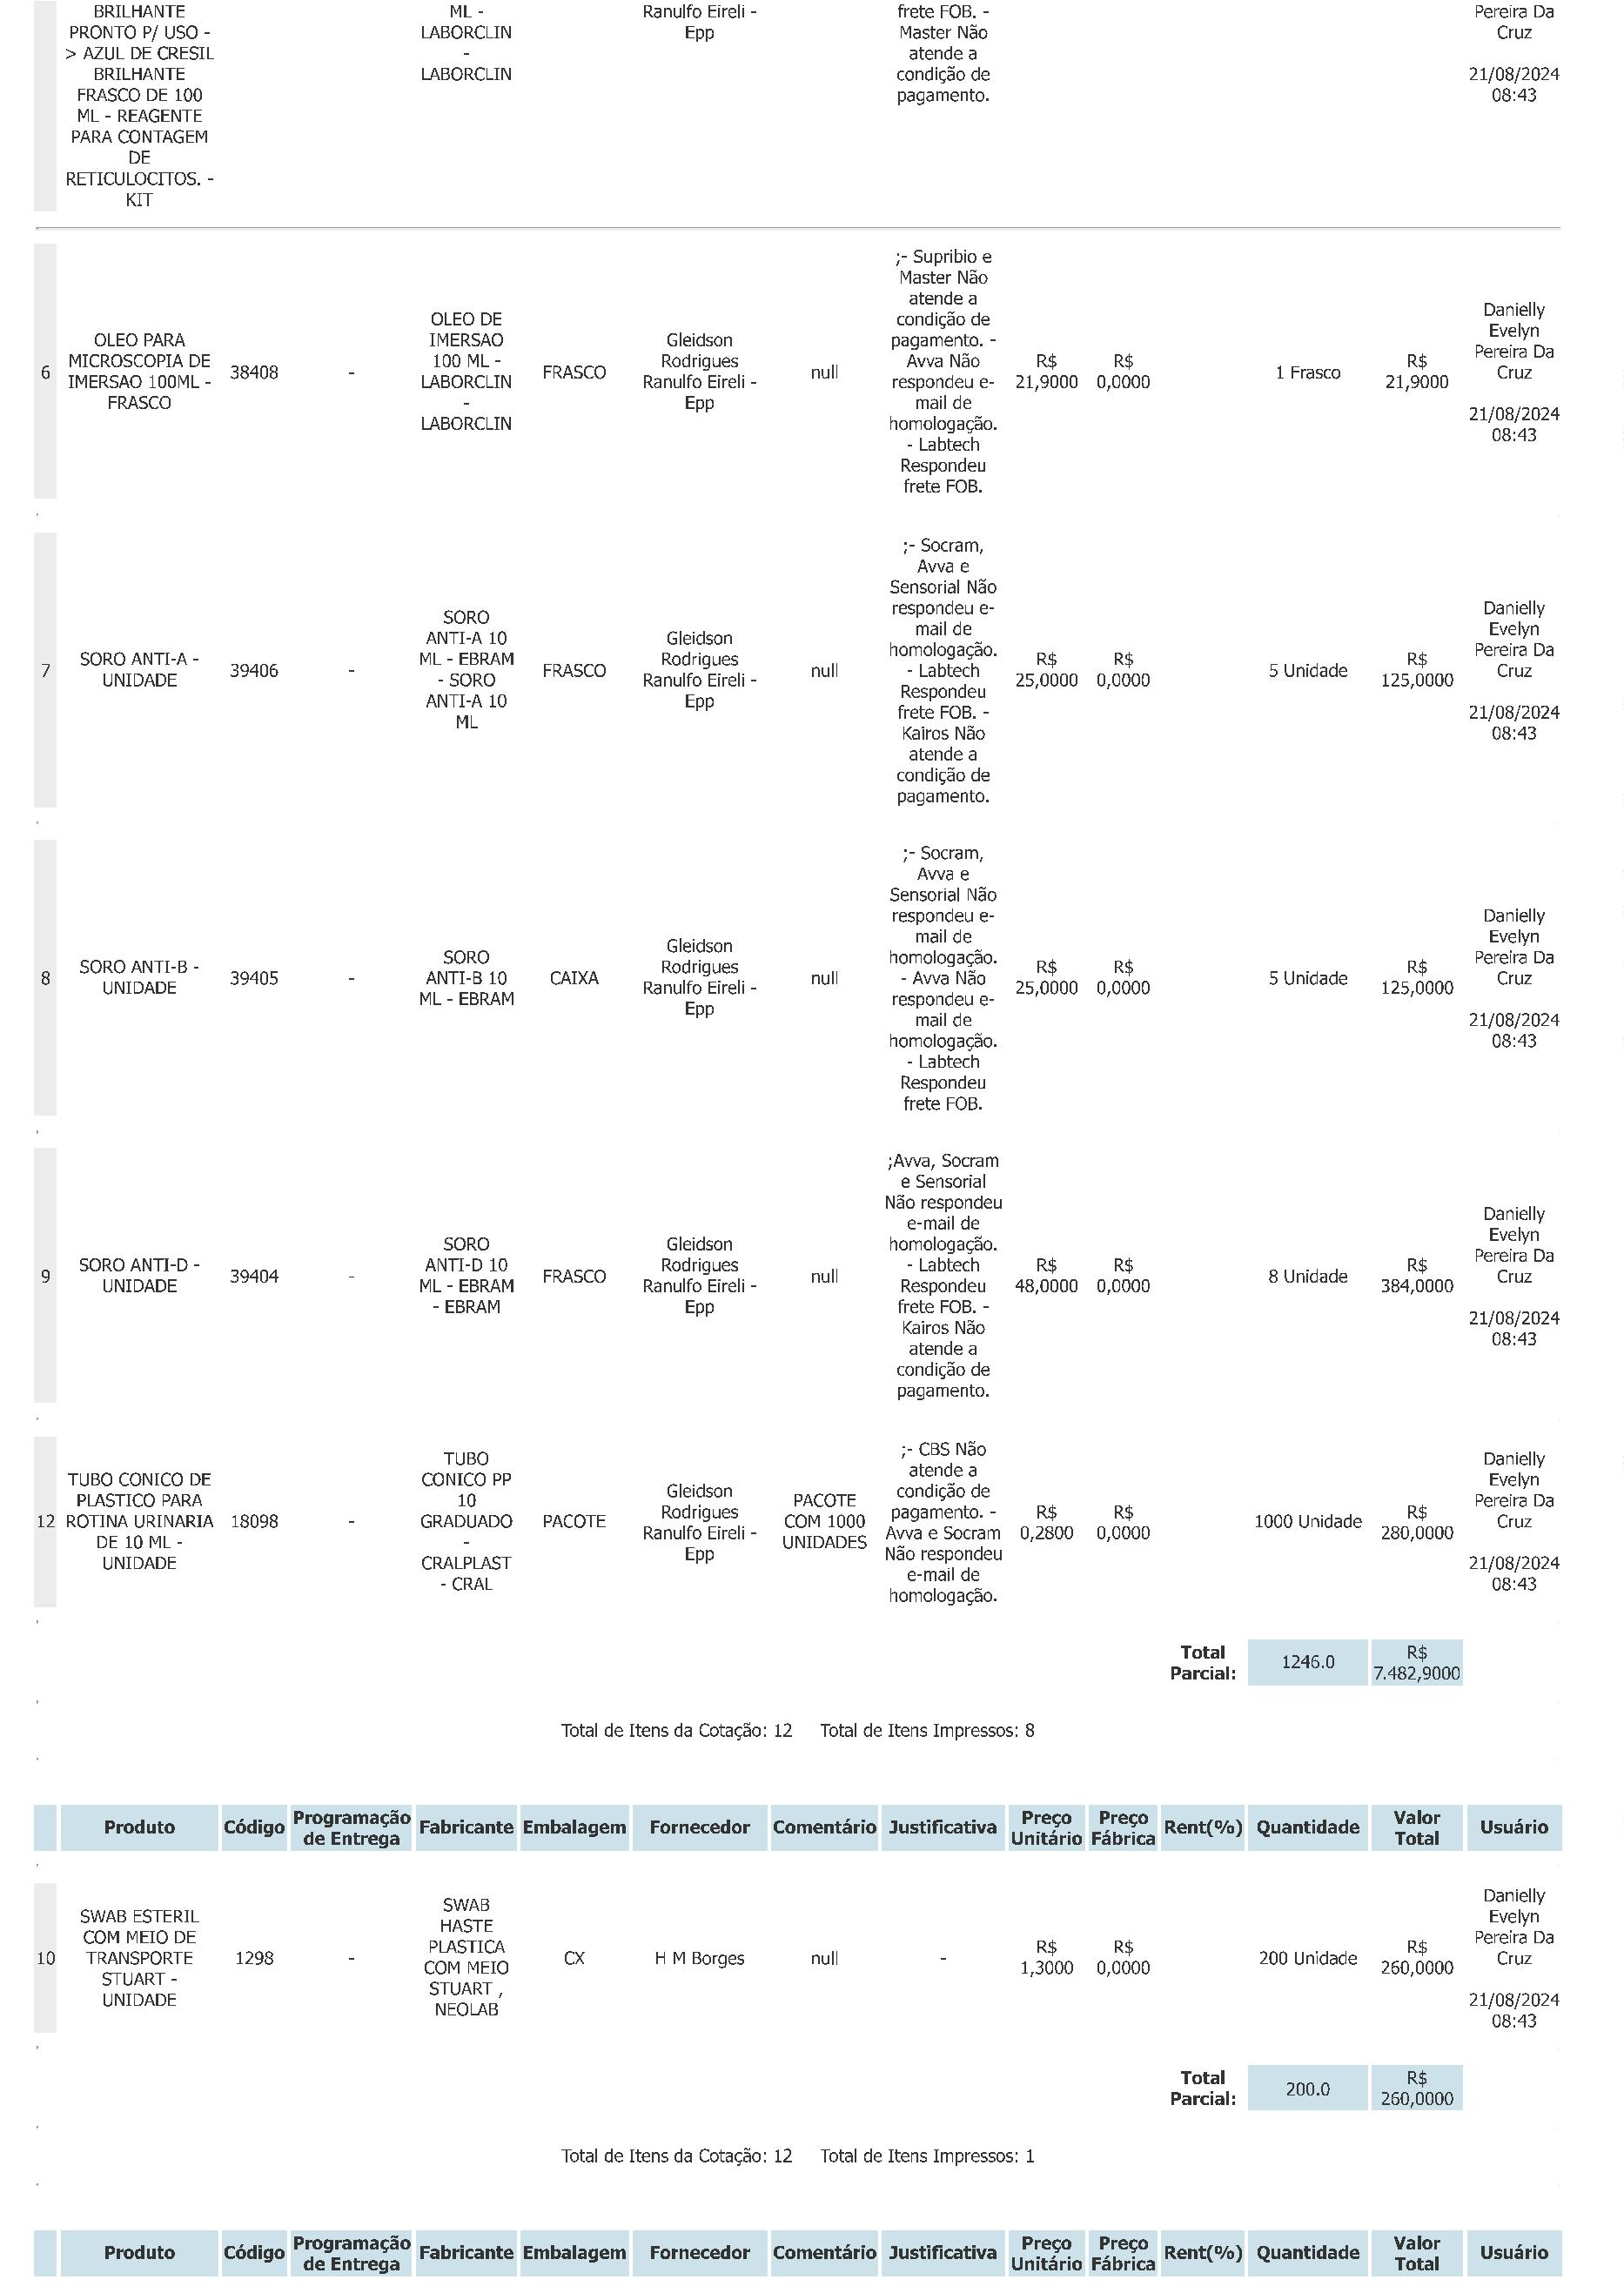 BRILHANTE
PRONTO P/ USO -
> AZUL DE CRESIL
BRILHANTE
FRASCO DE 100
ML - REAGENTE
PARA CONTAGEM
DE
RETICULOCITOS. -
KIT
ML -
LABORCLIN
-
LABORCLIN
Ranulfo Eireli -
Epp
frete FOB. -
Master Não
atende a
condição de
pagamento.
Pereira Da
Cruz
21/08/2024
08:43
6
OLEO PARA
MICROSCOPIA DE
IMERSAO 100ML -
FRASCO
38408
-
OLEO DE
IMERSAO
100 ML -
LABORCLIN
-
LABORCLIN
FRASCO
Gleidson
Rodrigues
Ranulfo Eireli -
Epp
null
;- Supribio e
Master Não
atende a
condição de
pagamento. -
Avva Não
respondeu e-
mail de
homologação.
- Labtech
Respondeu
frete FOB.
R$
21,9000
R$
0,0000
1 Frasco
R$
21,9000
Danielly
Evelyn
Pereira Da
Cruz
21/08/2024
08:43
7
SORO ANTI-A -
UNIDADE
39406
-
SORO
ANTI-A 10
ML - EBRAM
- SORO
ANTI-A 10
ML
FRASCO
Gleidson
Rodrigues
Ranulfo Eireli -
Epp
null
;- Socram,
Avva e
Sensorial Não
respondeu e-
mail de
homologação.
- Labtech
Respondeu
frete FOB. -
Kairos Não
atende a
condição de
pagamento.
R$
25,0000
R$
0,0000
5 Unidade
R$
125,0000
Danielly
Evelyn
Pereira Da
Cruz
21/08/2024
08:43
8
SORO ANTI-B -
UNIDADE
39405
-
SORO
ANTI-B 10
ML - EBRAM
CAIXA
Gleidson
Rodrigues
Ranulfo Eireli -
Epp
null
;- Socram,
Avva e
Sensorial Não
respondeu e-
mail de
homologação.
- Avva Não
respondeu e-
mail de
homologação.
- Labtech
Respondeu
frete FOB.
R$
25,0000
R$
0,0000
5 Unidade
R$
125,0000
Danielly
Evelyn
Pereira Da
Cruz
21/08/2024
08:43
9
SORO ANTI-D -
UNIDADE
39404
-
SORO
ANTI-D 10
ML - EBRAM
- EBRAM
FRASCO
Gleidson
Rodrigues
Ranulfo Eireli -
Epp
null
;Avva, Socram
e Sensorial
Não respondeu
e-mail de
homologação.
- Labtech
Respondeu
frete FOB. -
Kairos Não
atende a
condição de
pagamento.
R$
48,0000
R$
0,0000
8 Unidade
R$
384,0000
Danielly
Evelyn
Pereira Da
Cruz
21/08/2024
08:43
12
TUBO CONICO DE
PLASTICO PARA
ROTINA URINARIA
DE 10 ML -
UNIDADE
18098
-
TUBO
CONICO PP
10
GRADUADO
-
CRALPLAST
- CRAL
PACOTE
Gleidson
Rodrigues
Ranulfo Eireli -
Epp
PACOTE
COM 1000
UNIDADES
;- CBS Não
atende a
condição de
pagamento. -
Avva e Socram
Não respondeu
e-mail de
homologação.
R$
0,2800
R$
0,0000
1000 Unidade
R$
280,0000
Danielly
Evelyn
Pereira Da
Cruz
21/08/2024
08:43
Total
Parcial:
1246.0
R$
7.482,9000
Total de Itens da Cotação: 12 Total de Itens Impressos: 8
Produto
Código
Programação
de Entrega
Fabricante
Embalagem
Fornecedor
Comentário
Justificativa
Preço
Unitário
Preço
Fábrica
Rent(%)
Quantidade
Valor
Total
Usuário
10
SWAB ESTERIL
COM MEIO DE
TRANSPORTE
STUART -
UNIDADE
1298
-
SWAB
HASTE
PLASTICA
COM MEIO
STUART ,
NEOLAB
CX
H M Borges
null
-
R$
1,3000
R$
0,0000
200 Unidade
R$
260,0000
Danielly
Evelyn
Pereira Da
Cruz
21/08/2024
08:43
Total
Parcial:
200.0
R$
260,0000
Total de Itens da Cotação: 12 Total de Itens Impressos: 1
Produto
Código
Programação
de Entrega
Fabricante
Embalagem
Fornecedor
Comentário
Justificativa
Preço
Unitário
Preço
Fábrica
Rent(%)
Quantidade
Valor
Total
Usuário